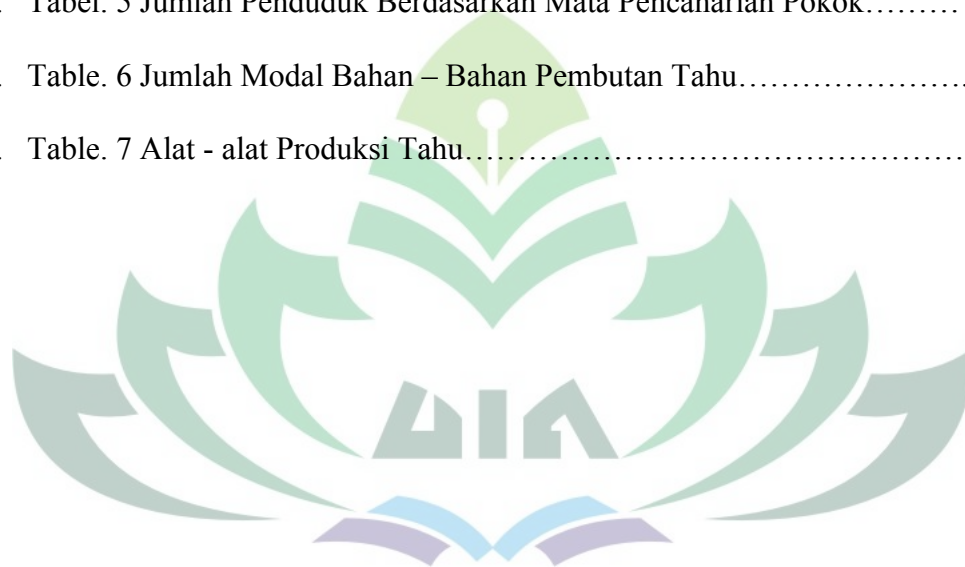 . Tabel. 5 Jumlah Penduduk Berdasarkan Mata Pencaharian Pokok………
. Table. 6 Jumlah Modal Bahan – Bahan Pembutan Tahu…………………..
. Table. 7 Alat - alat Produksi Tahu……………………………………………
UIN